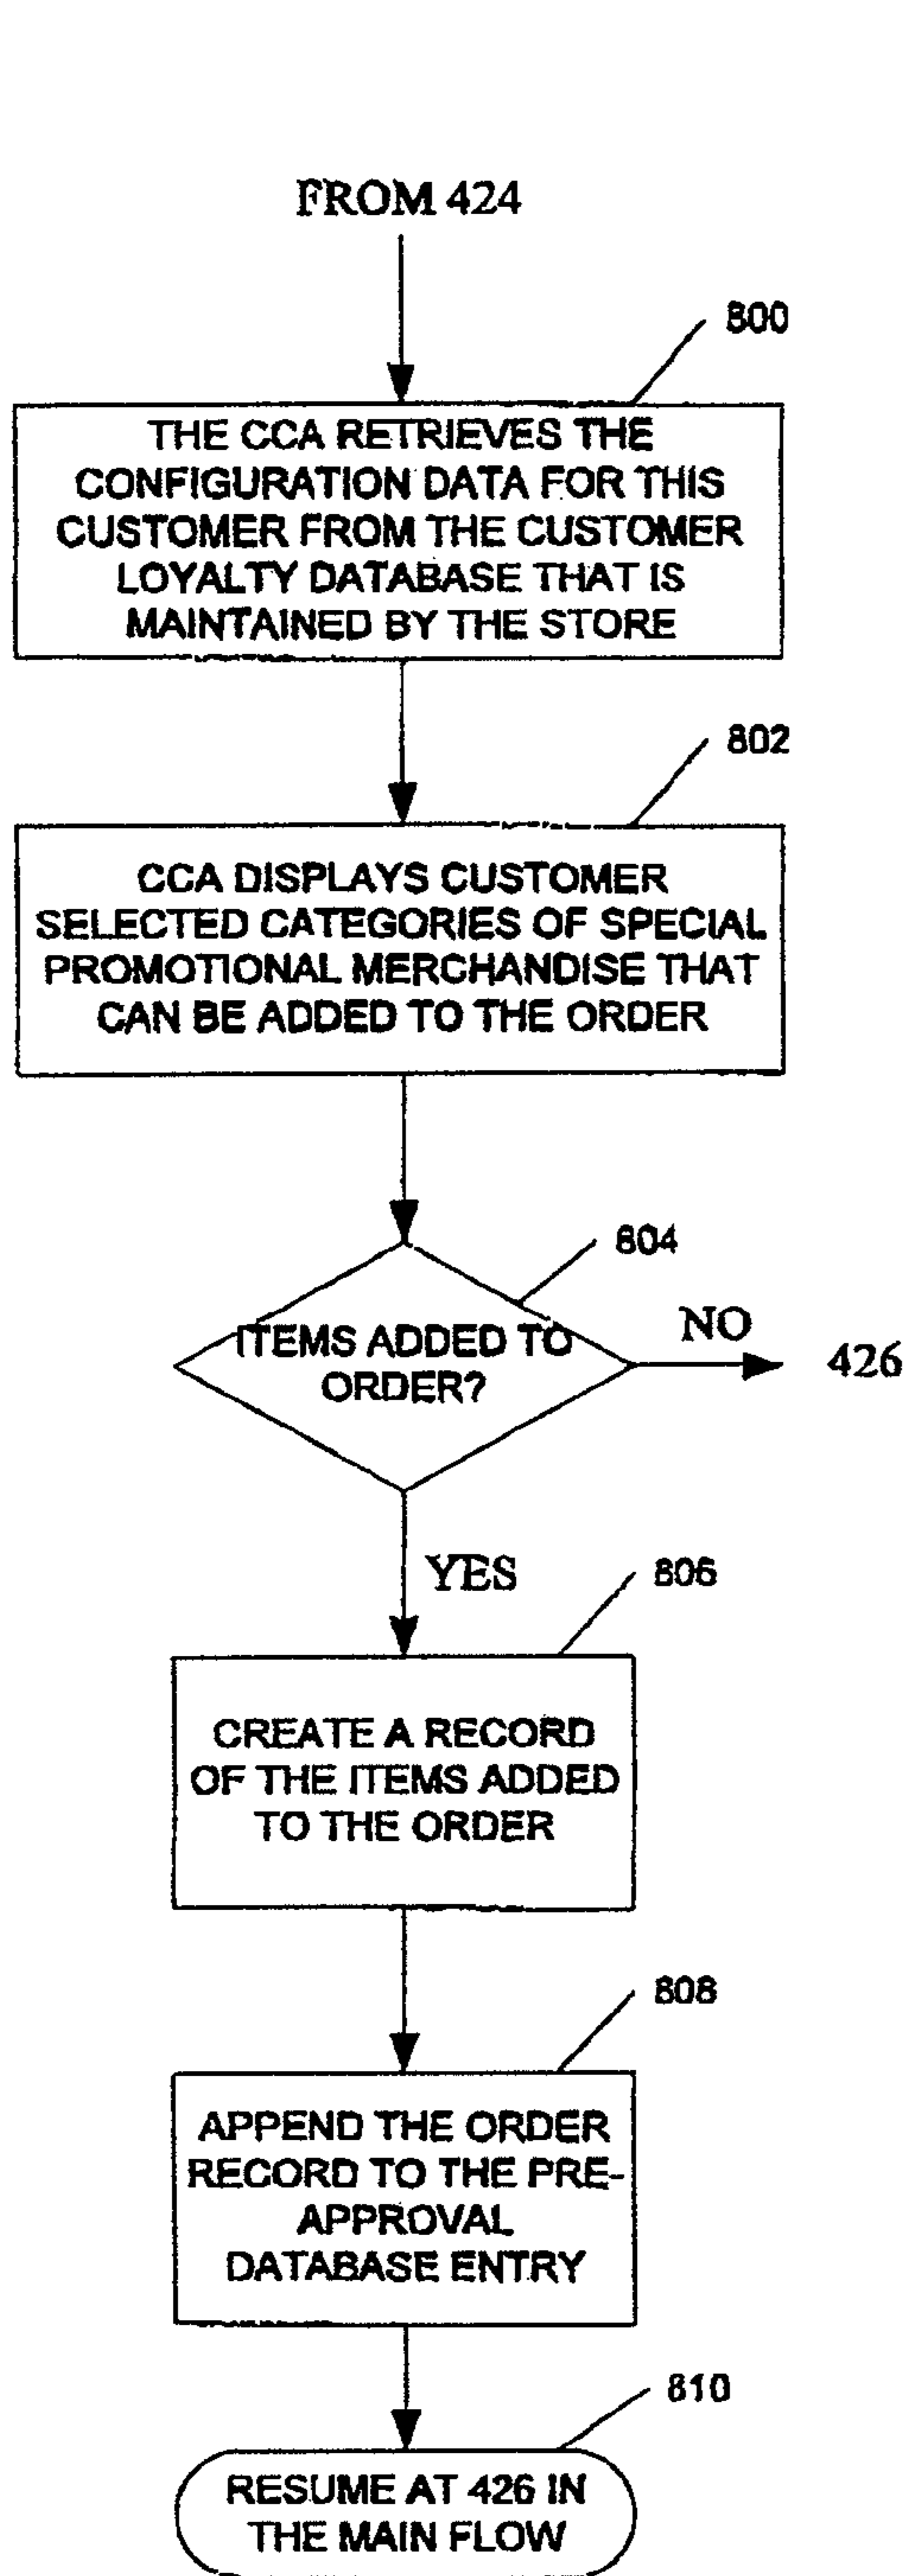 FROM 424
800
THE CCA RETRIEVES THE
CONFIGURATION DATA FOR THIS
CUSTOMER FROM THE CUSTOMER
LOYALTY DATABASE THAT IS
MAINTAINED BY THE STORE
802
CCA DISPLAYS CUSTOMER
SELECTED CATEGORIES OF SPECIAL
PROMOTIONAL MERCHANDISE THAT
CAN BE ADDED TO THE ORDER
804
ITEMS ADDED TO
ORDER?
NO
426
YES
806
CREATE A RECORD
OF THE ITEMS ADDED
TO THE ORDER
808
APPEND THE ORDER
RECORD TO THE PRE-
APPROVAL
DATABASE ENTRY
810
RESUME AT 426 IN
THE MAIN FLOW